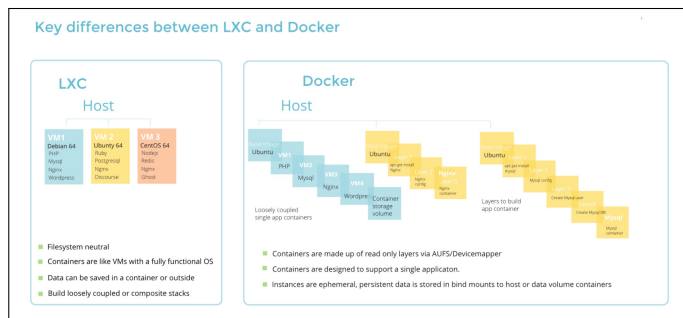 Key differences between LXC and Docker
LXC
Host
VM1
Debian 64
PHP
Mysql
Nginx
Wordpress
VM 2
Ubunty 64
Ruby
Postgresql
Nginx
Discourse
VM 3
CentOS 64
Nodejs
Redis
Nginx
Ghost
Filesystem neutral
Containers are like VMs with a fully functional OS
Data can be saved in a container or outside
Build loosely coupled or composite stacks
Docker
Host
Ubuntu
VM1
PHP
VM2
Mysql
VM3
Nginx
VM4
Wordpre
Container
storage
volume
Loosely coupled
single app containers
Ubuntu
apt-get install
Nginx
Nginx
config
Nginx
Nginx
container
Ubuntu
apt-get install
mysql
Mysql config
Create Mysql user
Create Mysql DB
Mysql
Mysql
container
Layers to build
app container
Containers are made up of read only layers via AUFS/Devicemapper
Containers are designed to support a single applicaton.
Instances are ephemeral, persistent data is stored in bind mounts to host or data volume containers